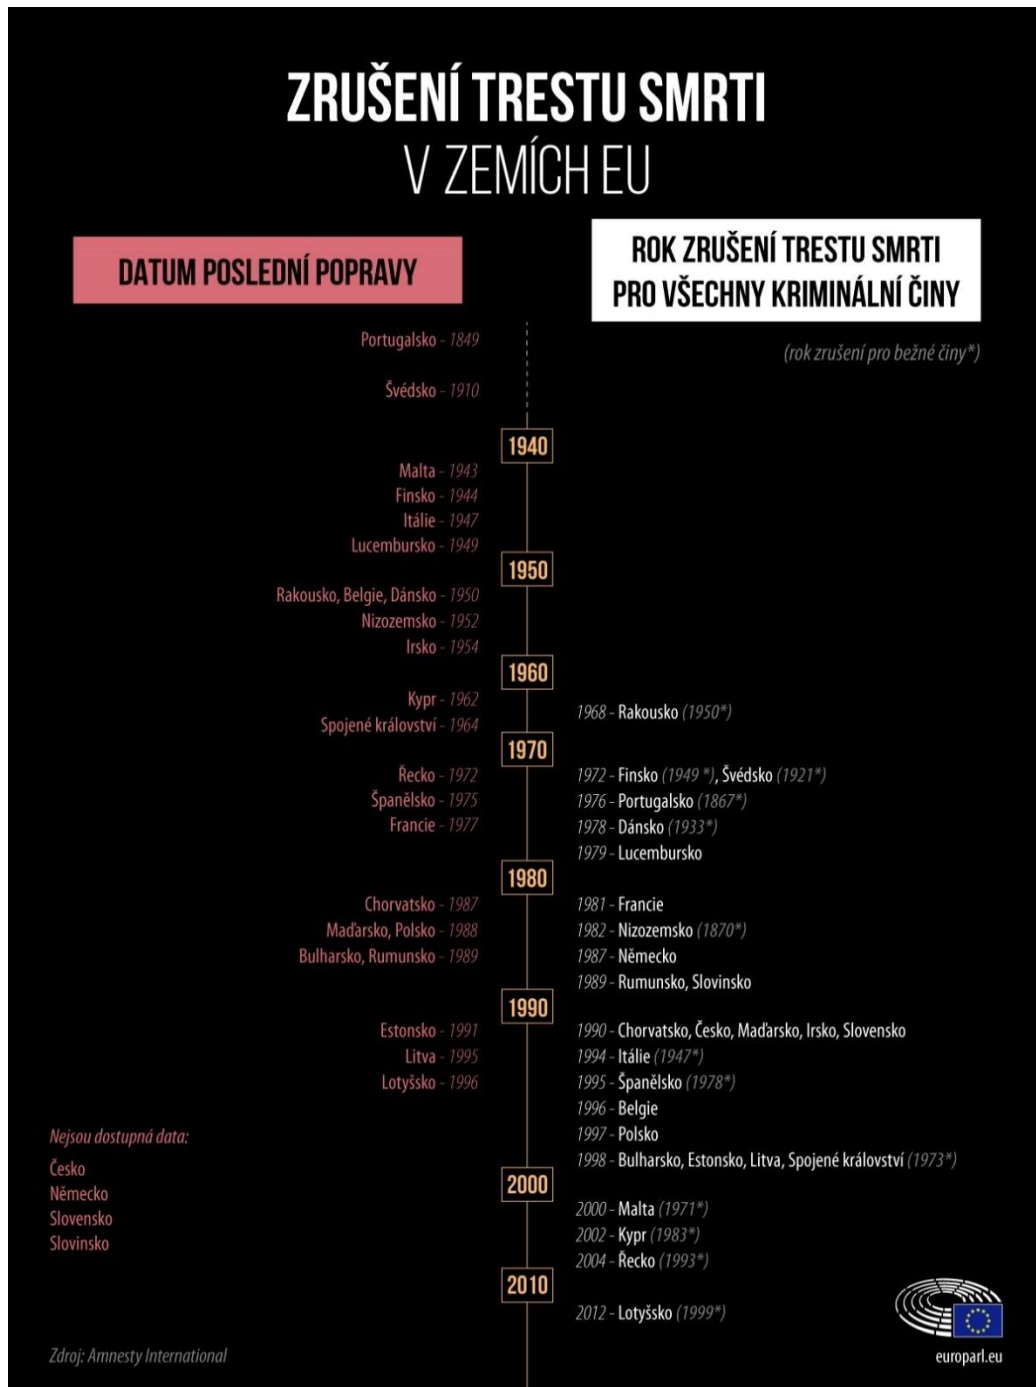 ZRUŠENÍ TRESTU SMRTI
V ZEMÍCH EU
DATUM POSLEDNÍ POPRAVY
Portugalsko - 1849
Švédsko - 1910
Malta - 1943
Finsko - 1944
Itálie - 1947
Lucembursko - 1949
Rakousko, Belgie, Dánsko - 1950
Nizozemsko - 1952
Irsko - 1954
Kypr - 1962
Spojené království - 1964
Řecko - 1972
Španělsko - 1975
Francie - 1977
Chorvatsko - 1987
Maďarsko, Polsko - 1988
Bulharsko, Rumunsko - 1989
Estonsko - 1991
Litva - 1995
Lotyšsko - 1996
Nejsou dostupná data:
Česko
Německo
Slovensko
Slovinsko
1940
1950
1960
1970
1980
1990
2000
2010
ROK ZRUŠENÍ TRESTU SMRTI
PRO VŠECHNY KRIMINÁLNÍ ČINY
(rok zrušení pro bežné činy*)
1968 - Rakousko (1950*)
1972 - Finsko (1949 *), Švédsko (1921*)
1976 - Portugalsko (1867*)
1978 - Dánsko (1933*)
1979 - Lucembursko
1981 - Francie
1982 - Nizozemsko (1870*)
1987 - Německo
1989 - Rumunsko, Slovinsko
1990 - Chorvatsko, Česko, Maďarsko, Irsko, Slovensko
1994 - Itálie (1947*)
1995 - Španělsko (1978*)
1996 - Belgie
1997 - Polsko
1998 - Bulharsko, Estonsko, Litva, Spojené království (1973*)
2000 - Malta (1971*)
2002 - Kypr (1983*)
2004 - Řecko (1993*)
2012 - Lotyšsko (1999*)
Zdroj: Amnesty International
europarl.eu